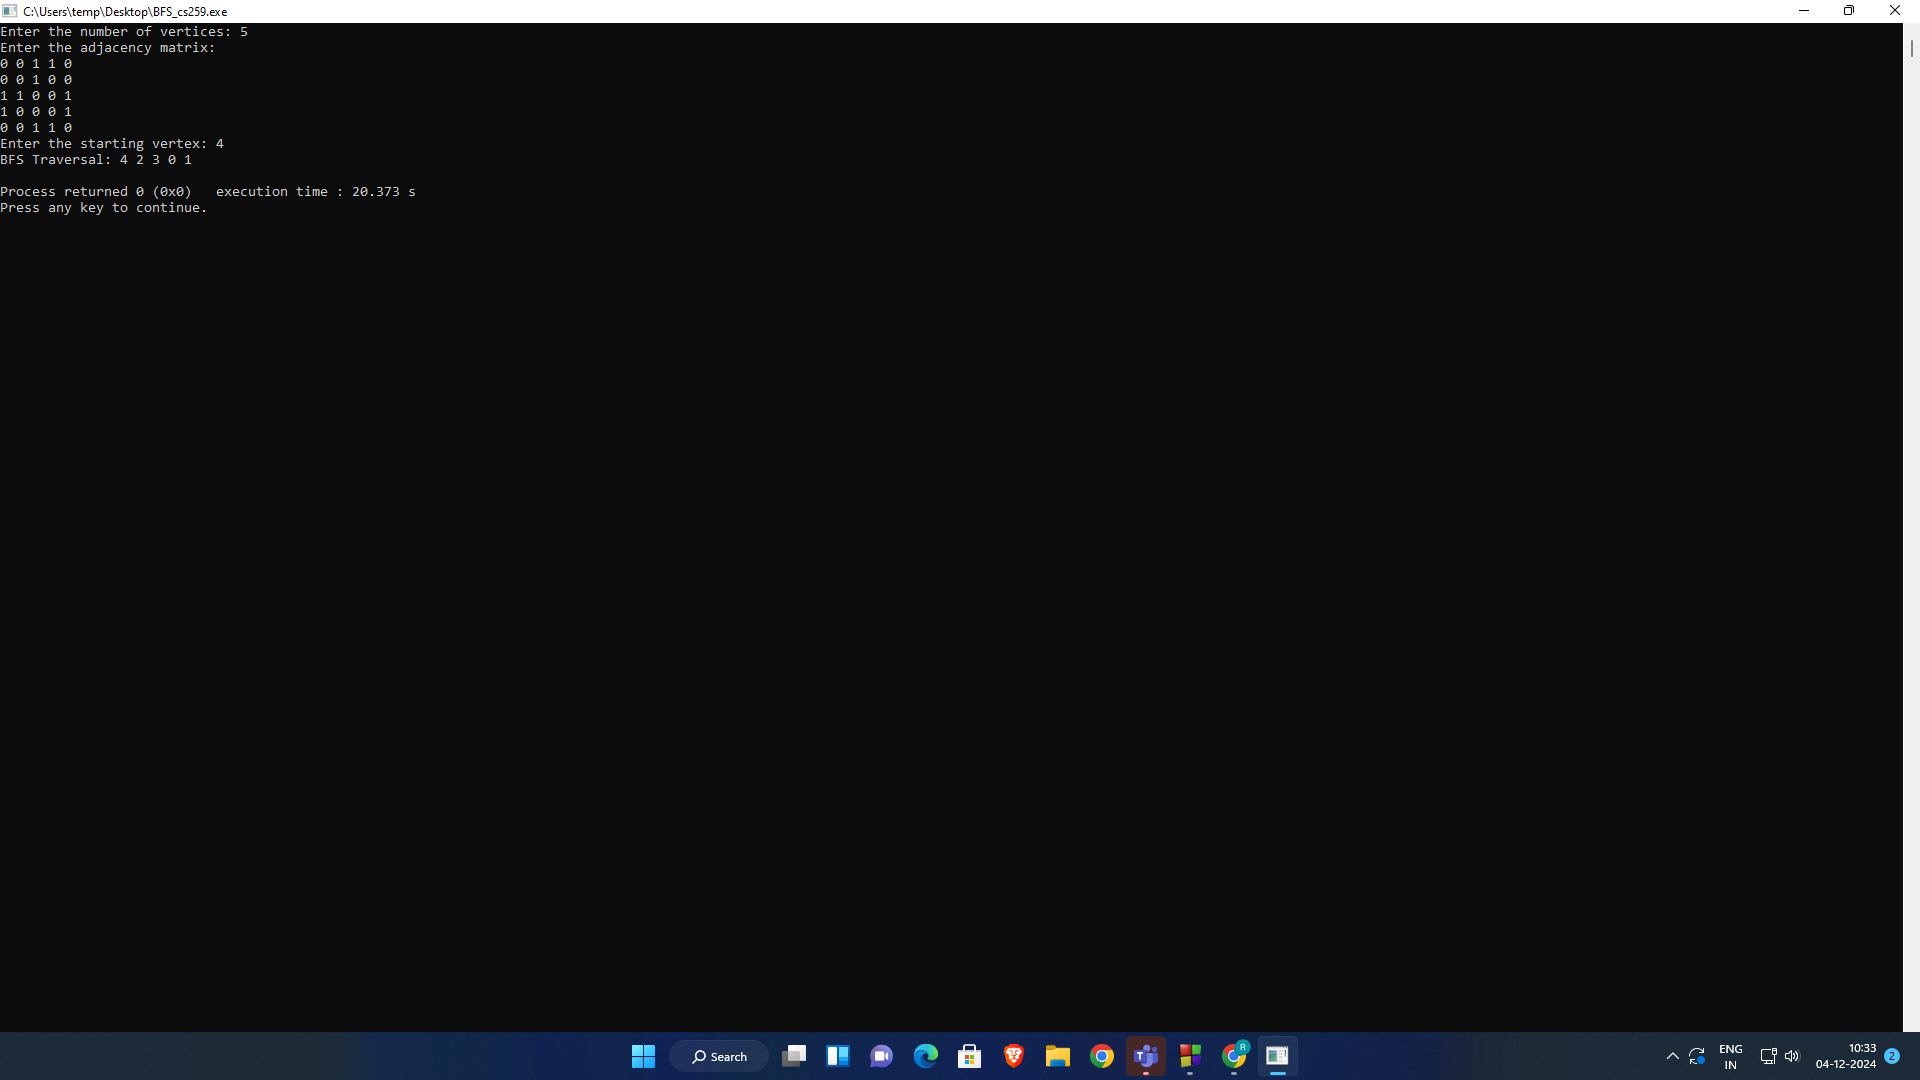 C:\Users\temp\Desktop\BFS_cs259.exe
Enter the number of vertices: 5
Enter the adjacency matrix:
0 0 1 1 0
0 0 1 0 0
1 1 0 0 1
1 0 0 0 1
0 0 1 1 0
Enter the starting vertex: 4
BFS Traversal: 4 2 3 0 1
Process returned 0 (0x0)   execution time : 20.373 s
Press any key to continue.
Search
R
T
ENG
IN
10:33
04-12-2024
2